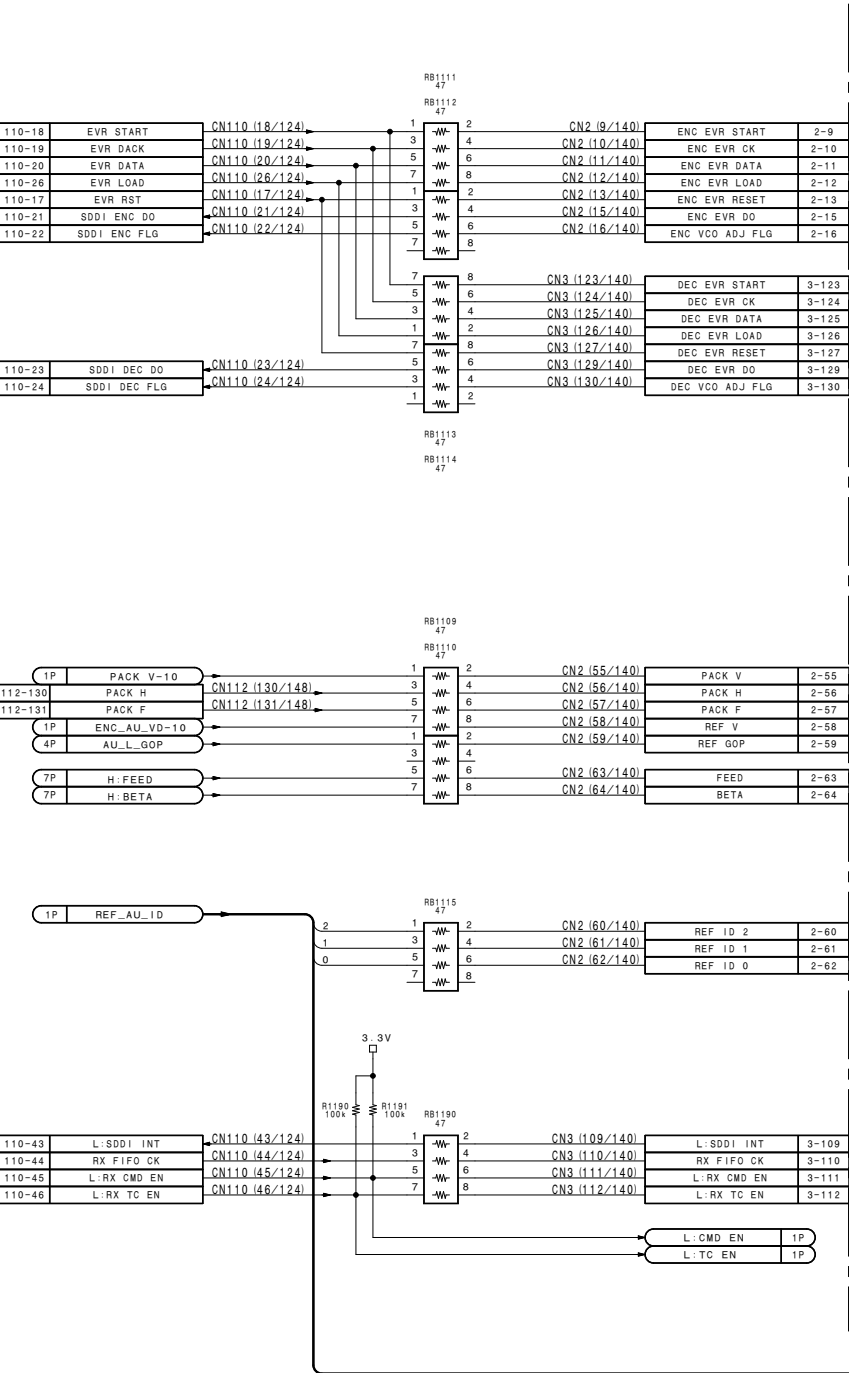 RB1111
47
RB1112
47
110-18 EVR START CN110 (18/124) 1 2 CN2 (9/140) ENC EVR START 2-9
110-19 EVR DACK CN110 (19/124) 3 4 CN2 (10/140) ENC EVR CK 2-10
110-20 EVR DATA CN110 (20/124) 5 6 CN2 (11/140) ENC EVR DATA 2-11
110-26 EVR LOAD CN110 (26/124) 7 8 CN2 (12/140) ENC EVR LOAD 2-12
110-17 EVR RST CN110 (17/124) 1 2 CN2 (13/140) ENC EVR RESET 2-13
110-21 SDDI ENC DO CN110 (21/124) 3 4 CN2 (15/140) ENC EVR DO 2-15
110-22 SDDI ENC FLG CN110 (22/124) 5 6 CN2 (16/140) ENC VCO ADJ FLG 2-16
7 8
7 8 CN3 (123/140) DEC EVR START 3-123
5 6 CN3 (124/140) DEC EVR CK 3-124
3 4 CN3 (125/140) DEC EVR DATA 3-125
1 2 CN3 (126/140) DEC EVR LOAD 3-126
7 8 CN3 (127/140) DEC EVR RESET 3-127
110-23 SDDI DEC DO CN110 (23/124) 5 6 CN3 (129/140) DEC EVR DO 3-129
110-24 SDDI DEC FLG CN110 (24/124) 3 4 CN3 (130/140) DEC VCO ADJ FLG 3-130
1 2
RB1113
47
RB1114
47
RB1109
47
RB1110
47
1P PACK V-10 1 2 CN2 (55/140) PACK V 2-55
112-130 PACK H CN112 (130/148) 3 4 CN2 (56/140) PACK H 2-56
112-131 PACK F CN112 (131/148) 5 6 CN2 (57/140) PACK F 2-57
1P ENC_AU_VD-10 7 8 CN2 (58/140) REF V 2-58
4P AU_L_GOP 1 2 CN2 (59/140) REF GOP 2-59
3 4
7P H:FEED 5 6 CN2 (63/140) FEED 2-63
7P H:BETA 7 8 CN2 (64/140) BETA 2-64
RB1115
47
1P REF_AU_ID
2 1 2 CN2 (60/140) REF ID 2 2-60
1 3 4 CN2 (61/140) REF ID 1 2-61
0 5 6 CN2 (62/140) REF ID 0 2-62
7 8
3.3V
R1190 100k R1191 100k RB1190
47
110-43 L:SDDI INT CN110 (43/124) 1 2 CN3 (109/140) L:SDDI INT 3-109
110-44 RX FIFO CK CN110 (44/124) 3 4 CN3 (110/140) RX FIFO CK 3-110
110-45 L:RX CMD EN CN110 (45/124) 5 6 CN3 (111/140) L:RX CMD EN 3-111
110-46 L:RX TC EN CN110 (46/124) 7 8 CN3 (112/140) L:RX TC EN 3-112
L:CMD EN 1P
L:TC EN 1P